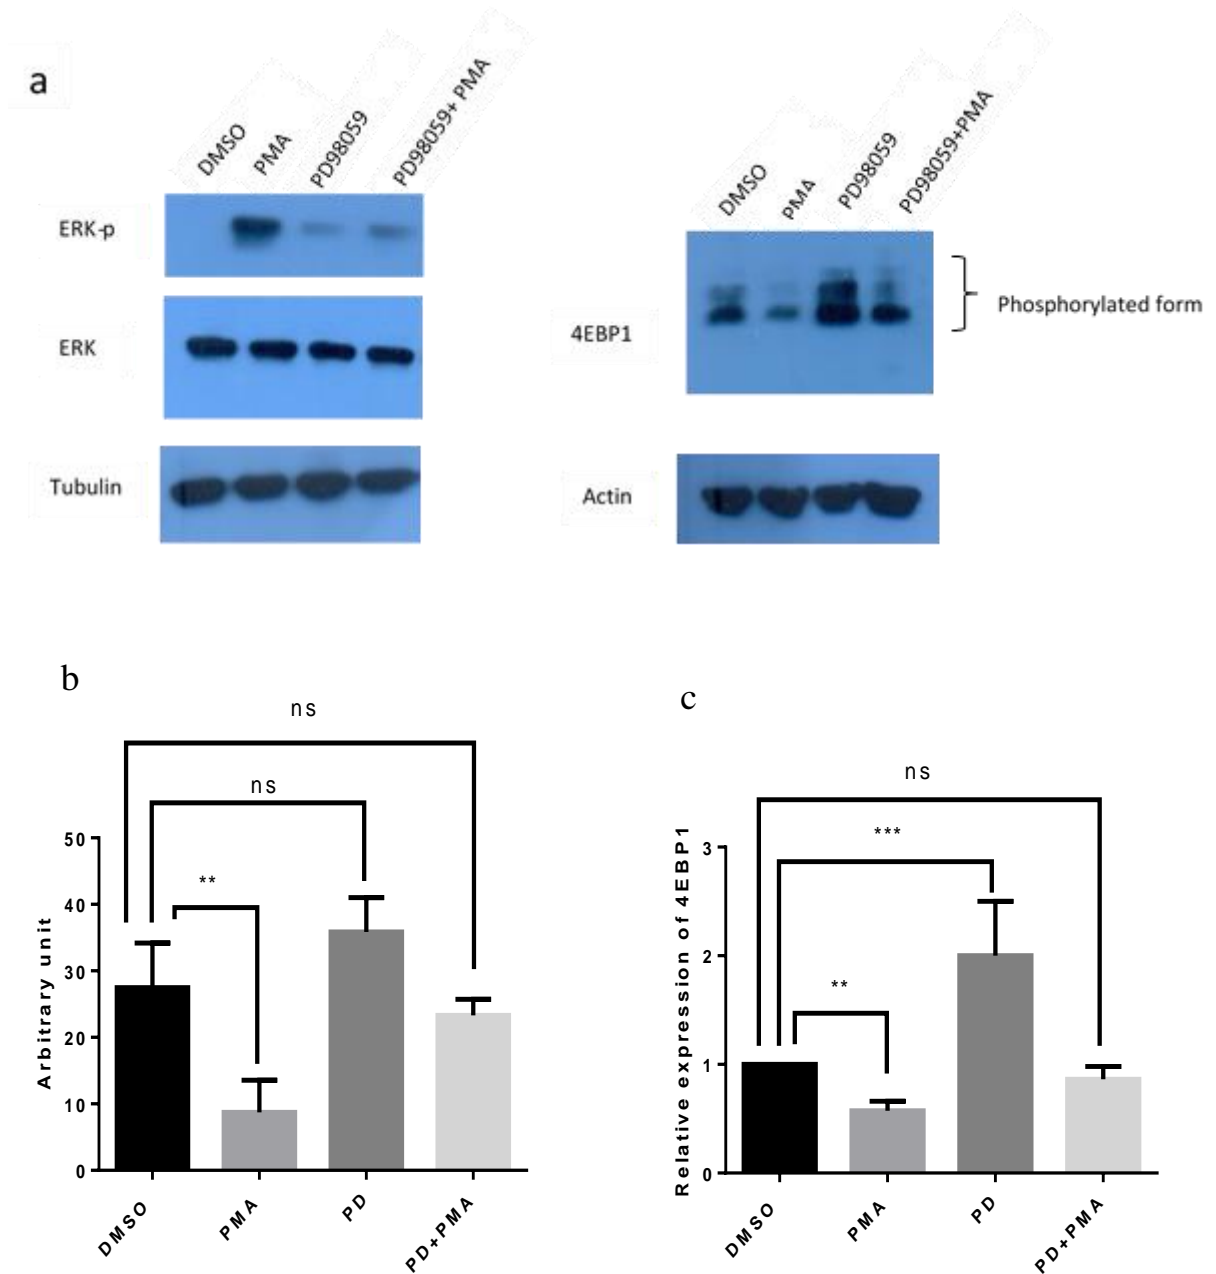 a
DMSO
PMA
PD98059
PD98059+ PMA
ERK-p
ERK
Tubulin
DMSO
PMA
PD98059
PD98059+PMA
4EBP1
Phosphorylated form
Actin
b
ns
ns
**
Arbitrary unit
50
40
30
20
10
0
DMSO
PMA
PD
PD+PMA
c
ns
***
**
Relative expression of 4EBP1
3
2
1
0
DMSO
PMA
PD
PD+PMA